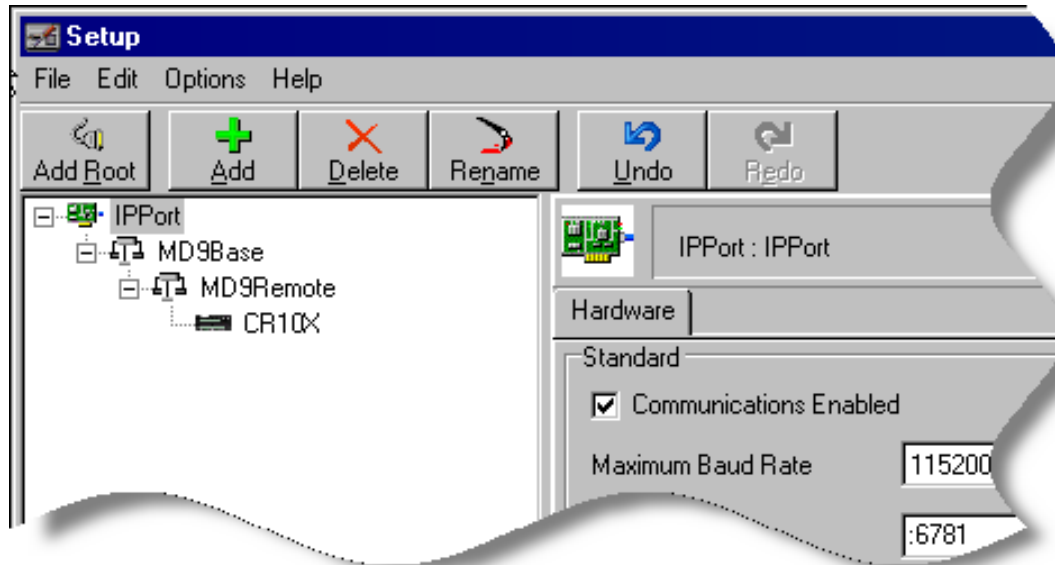 Setup
File Edit Options Help
Add Root Add Delete Rename Undo Redo
IPPort
MD9Base
MD9Remote
CR10X
IPPort : IPPort
Hardware
Standard
Communications Enabled
Maximum Baud Rate 115200
:6781